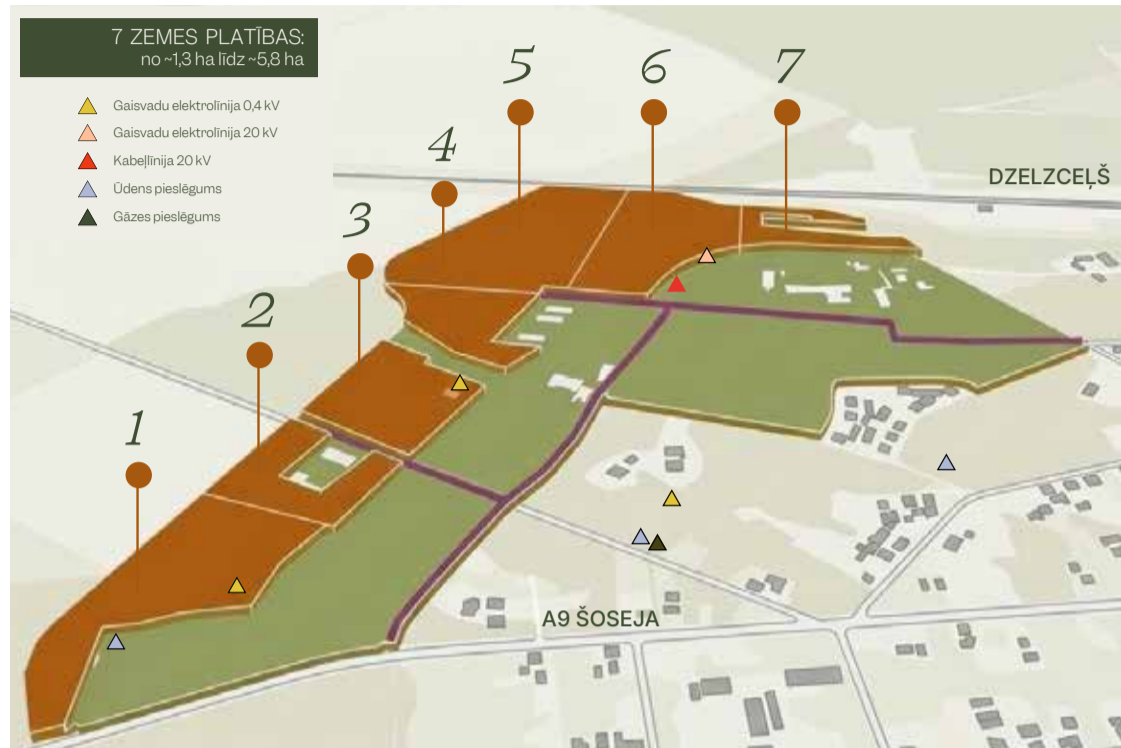 7 ZEMES PLATĪBAS:
no ~1,3 ha līdz ~5,8 ha
Gaisvadu elektrolīnija 0,4 kV
Gaisvadu elektrolīnija 20 kV
Kabeļlīnija 20 kV
Ūdens pieslēgums
Gāzes pieslēgums
5
6
7
4
DZELZCEĻŠ
3
2
1
A9 ŠOSEJA